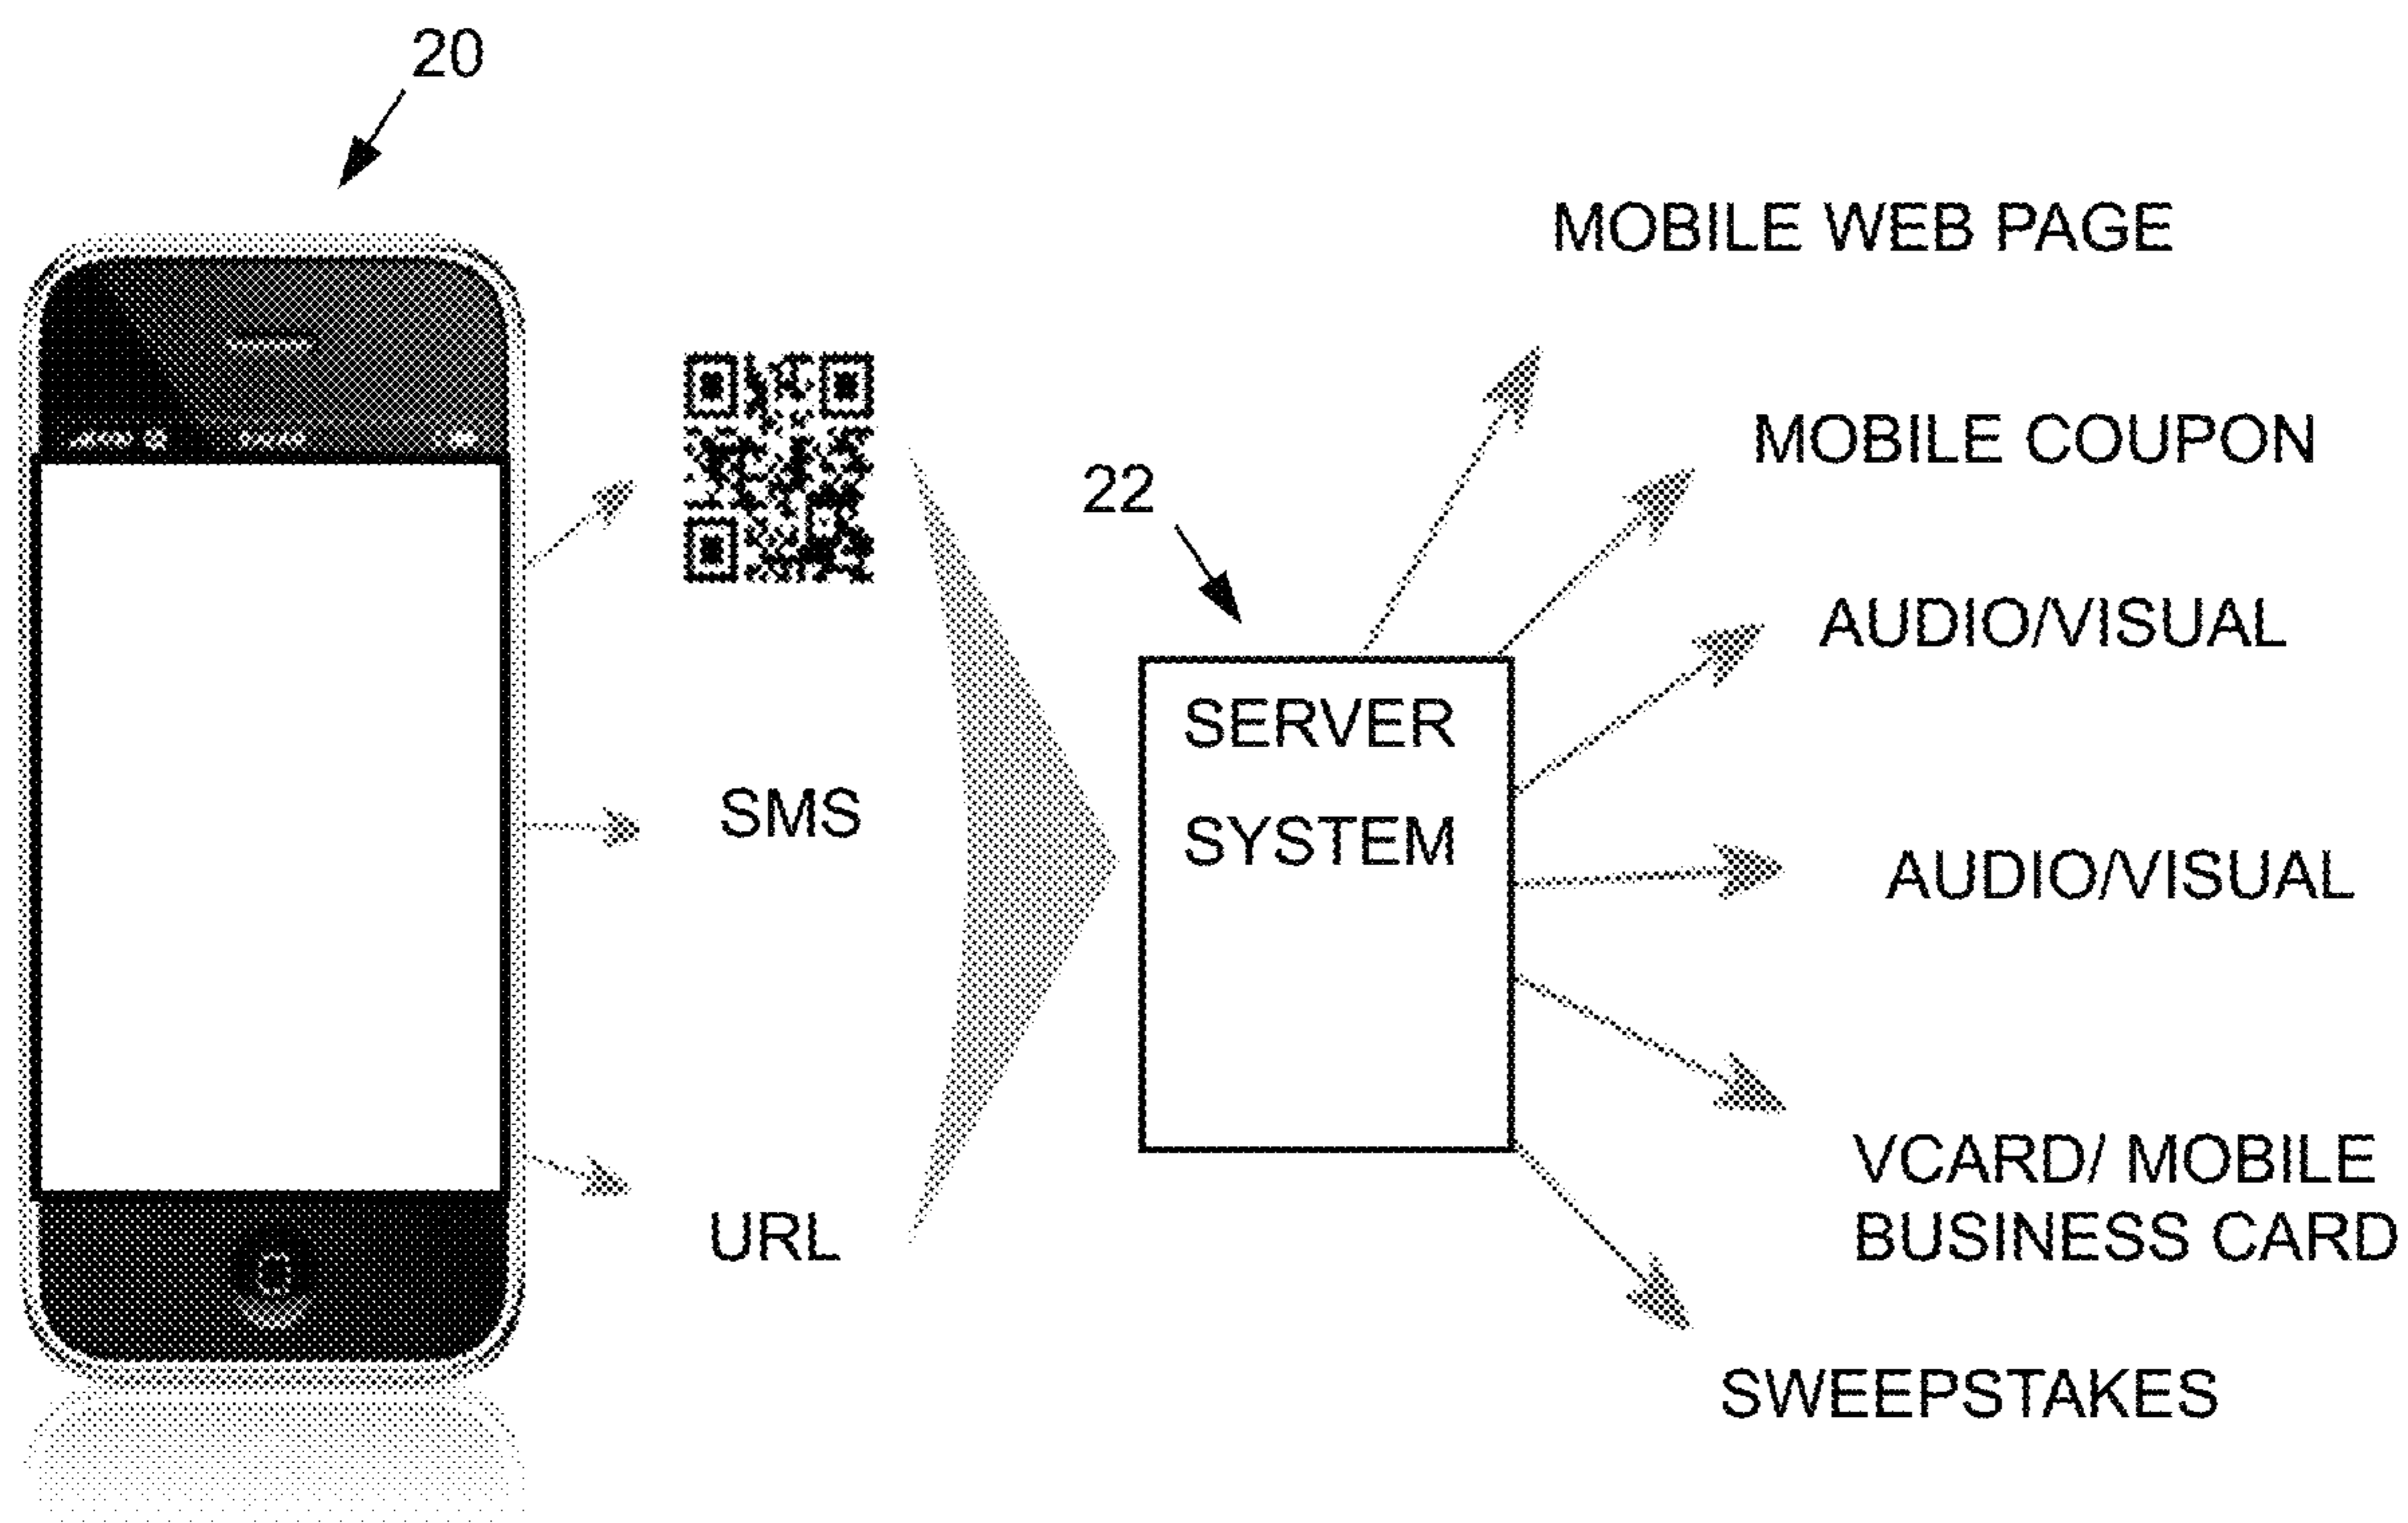 20
MOBILE WEB PAGE
MOBILE COUPON
22
AUDIO/VISUAL
SERVER
SYSTEM
SMS
AUDIO/VISUAL
VCARD/ MOBILE
BUSINESS CARD
URL
SWEEPSTAKES